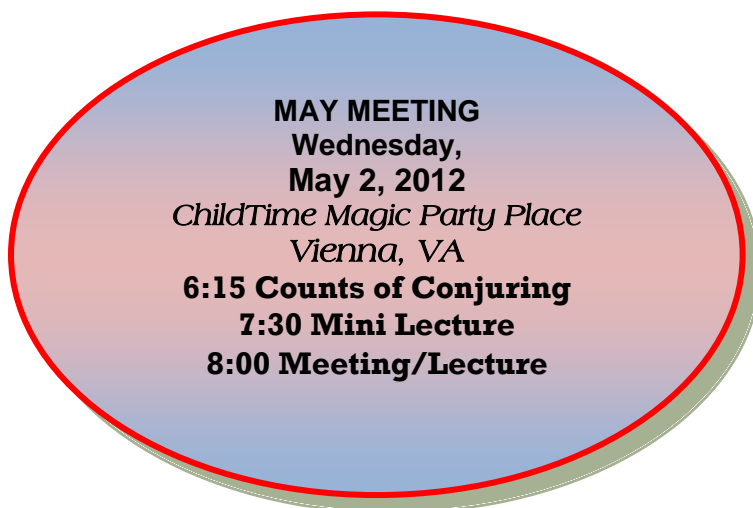 MAY MEETING
Wednesday,
May 2, 2012
ChildTime Magic Party Place
Vienna, VA
6:15 Counts of Conjuring
7:30 Mini Lecture
8:00 Meeting/Lecture